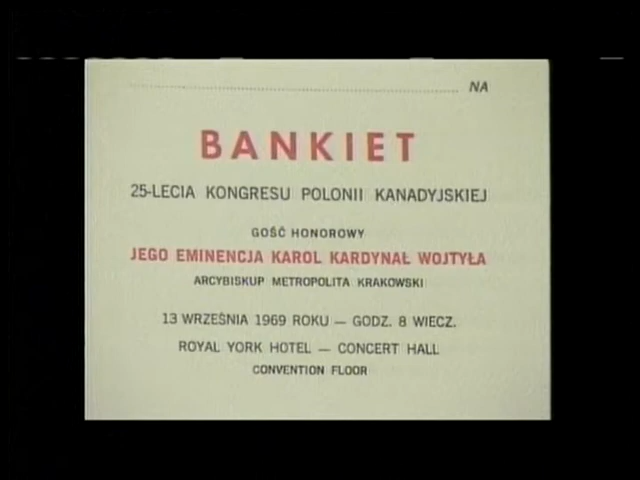 NA
BANKIET
25-LECIA KONGRESU POLONII KANADYJSKIEJ
GOŚĆ HONOROWY
JEGO EMINENCJA KAROL KARDYNAŁ WOJTYŁA
ARCYBISKUP METROPOLITA KRAKOWSKI
13 WRZEŚNIA 1969 ROKU — GODZ. 8 WIECZ.
ROYAL YORK HOTEL — CONCERT HALL
CONVENTION FLOOR